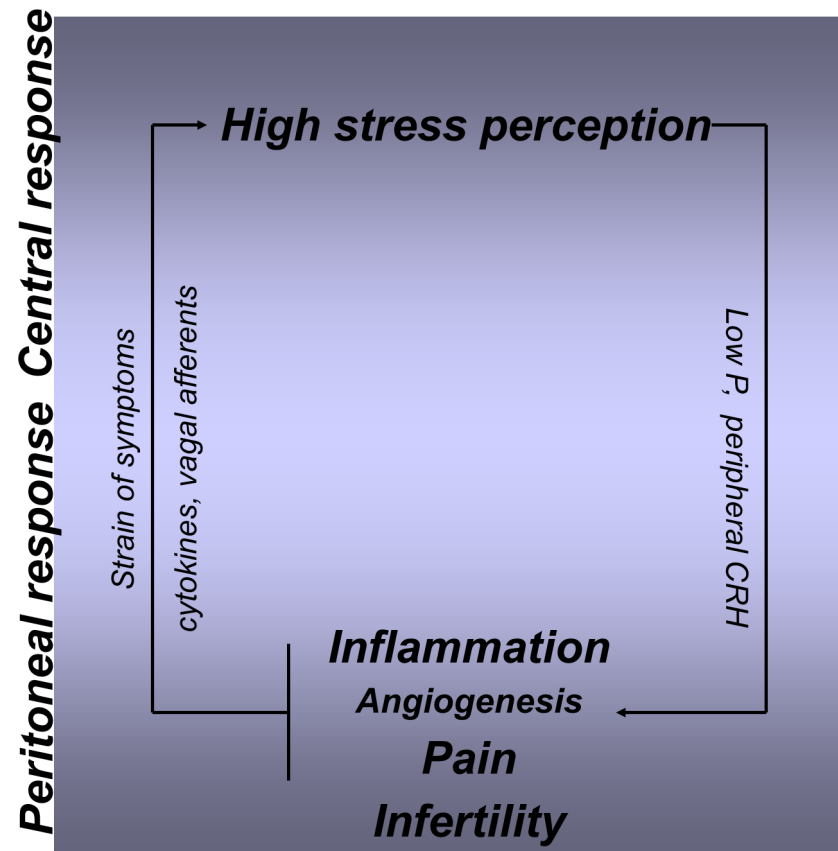 Central response
Peritoneal response
High stress perception
Strain of symptoms
cytokines, vagal afferents
Low P, peripheral CRH
Inflammation
Angiogenesis
Pain
Infertility